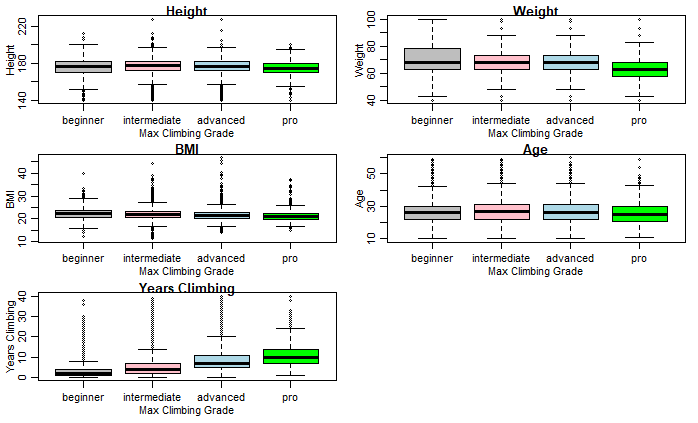 Height
Height
220
180
140
beginner intermediate advanced pro
Max Climbing Grade
Weight
Weight
100
80
60
40
beginner intermediate advanced pro
Max Climbing Grade
BMI
BMI
40
30
20
10
beginner intermediate advanced pro
Max Climbing Grade
Age
Age
50
30
10
beginner intermediate advanced pro
Max Climbing Grade
Years Climbing
Years Climbing
40
30
20
10
0
beginner intermediate advanced pro
Max Climbing Grade